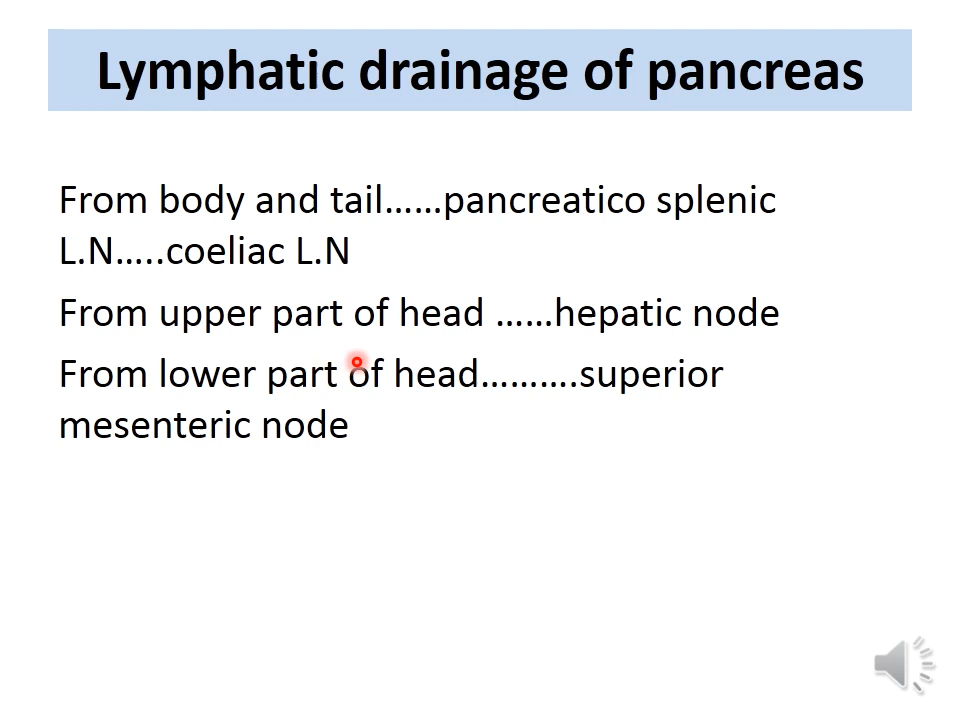 Lymphatic drainage of pancreas
From body and tail……pancreatico splenic
L.N…..coeliac L.N
From upper part of head ……hepatic node
From lower part of head……….superior
mesenteric node